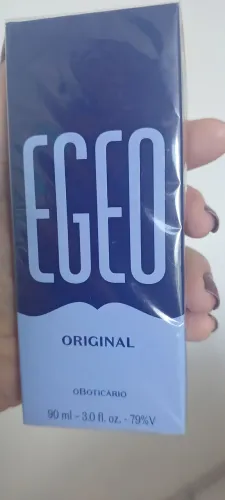 EGEO
ORIGINAL
oBOTICÁRIO
90 ml - 3.0 fl. oz. - 79%V